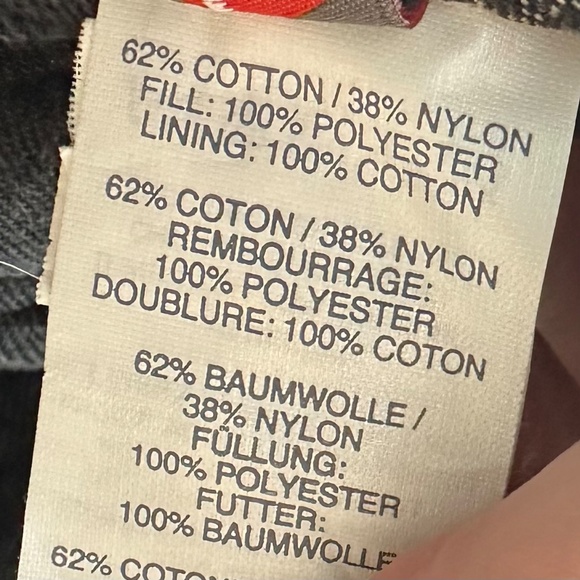 62% COTTON / 38% NYLON
FILL: 100% POLYESTER
LINING: 100% COTTON
62% COTON / 38% NYLON
REMBOURRAGE:
100% POLYESTER
DOUBLURE: 100% COTON
62% BAUMWOLLE /
38% NYLON
FÜLLUNG:
100% POLYESTER
FUTTER:
100% BAUMWOLLE
62%